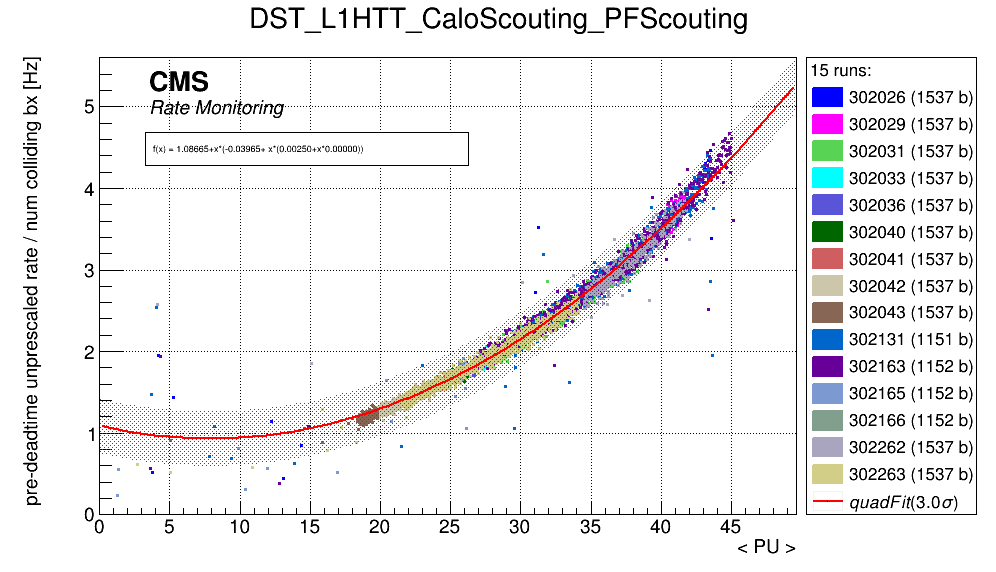 DST_L1HTT_CaloScouting_PFScouting
pre-deadtime unprescaled rate / num colliding bx [Hz]
CMS
Rate Monitoring
f(x) = 1.08665+x*(-0.03965+ x*(0.00250+x*0.00000))
5
4
3
2
1
0
0 5 10 15 20 25 30 35 40 45
< PU >
15 runs:
302026 (1537 b)
302029 (1537 b)
302031 (1537 b)
302033 (1537 b)
302036 (1537 b)
302040 (1537 b)
302041 (1537 b)
302042 (1537 b)
302043 (1537 b)
302131 (1151 b)
302163 (1152 b)
302165 (1152 b)
302166 (1152 b)
302262 (1537 b)
302263 (1537 b)
quadFit(3.0σ)